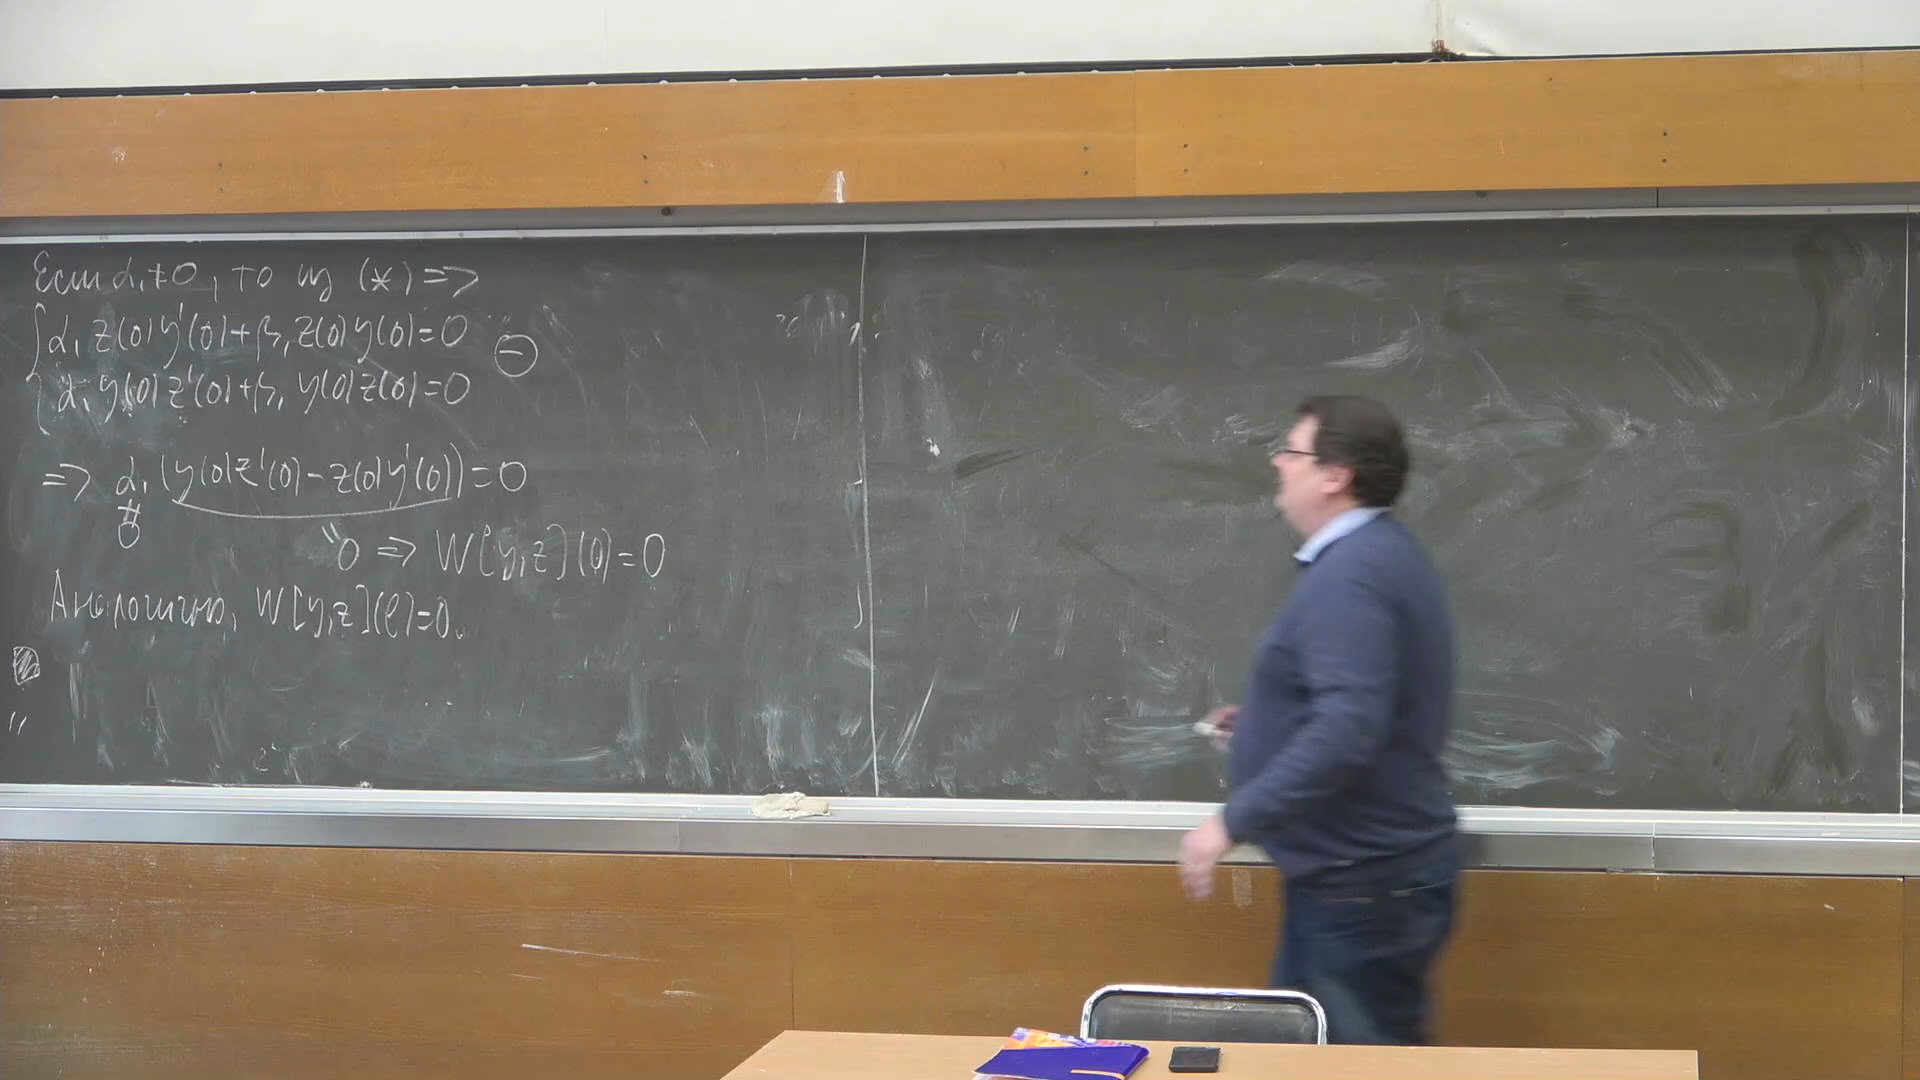 Если α₁≠0, то из (*) =>
α₁ z(0)y'(0)+β₁ z(0)y(0)=0
α₁ y(0)z'(0)+β₁ y(0)z(0)=0
⊖
=> α₁(y(0)z'(0)-z(0)y'(0))=0
≠
0
"0 => W[y,z](0)=0
Аналогично, W[y,z](ℓ)=0.